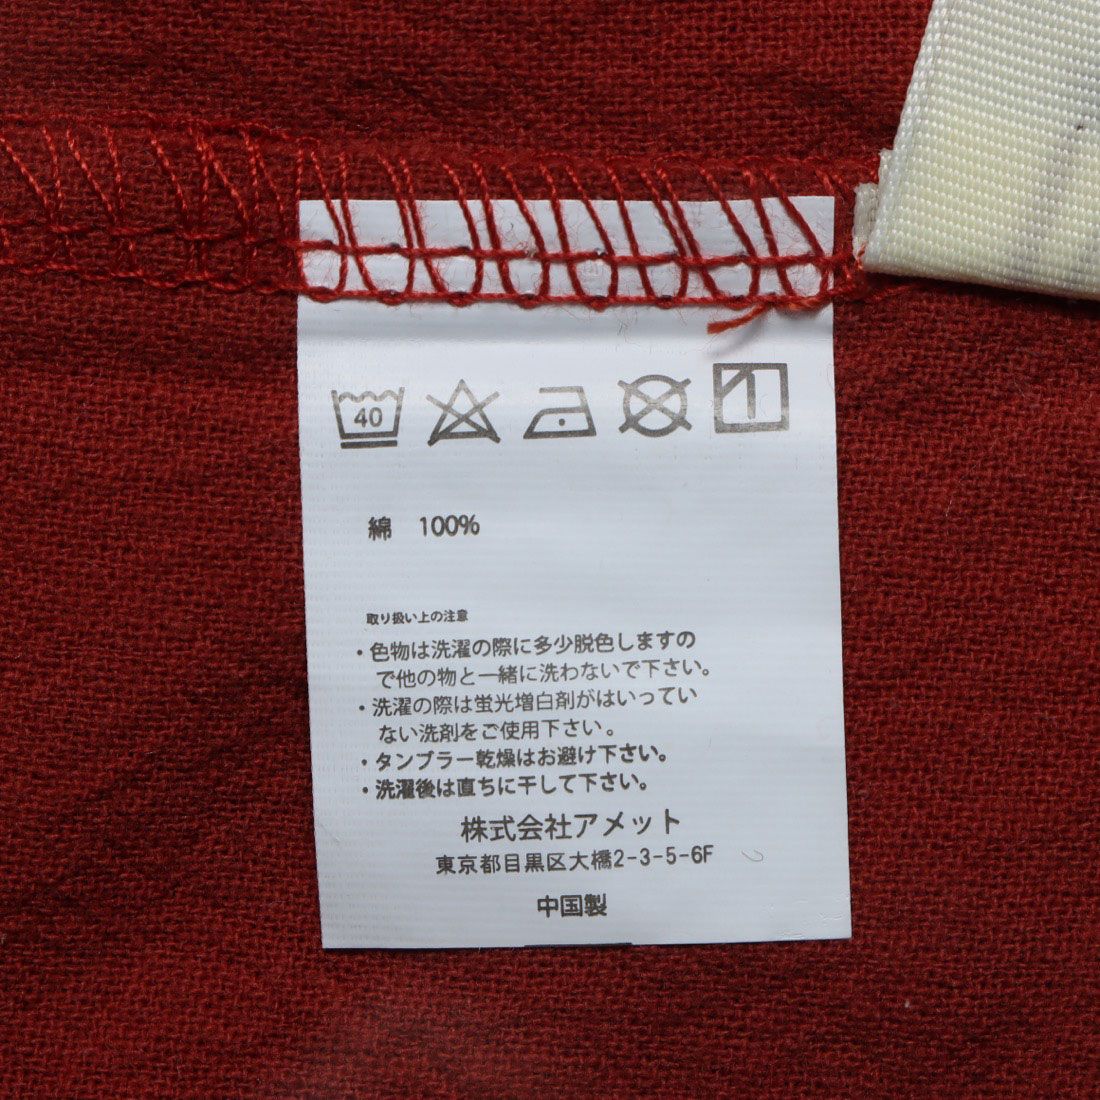 40
綿 100%
取り扱い上の注意
・色物は洗濯の際に多少脱色しますの
で他の物と一緒に洗わないで下さい。
・洗濯の際は蛍光増白剤がはいってい
ない洗剤をご使用下さい。
・タンブラー乾燥はお避け下さい。
・洗濯後は直ちに干して下さい。
株式会社アメット
東京都目黒区大橋2-3-5-6F
中国製